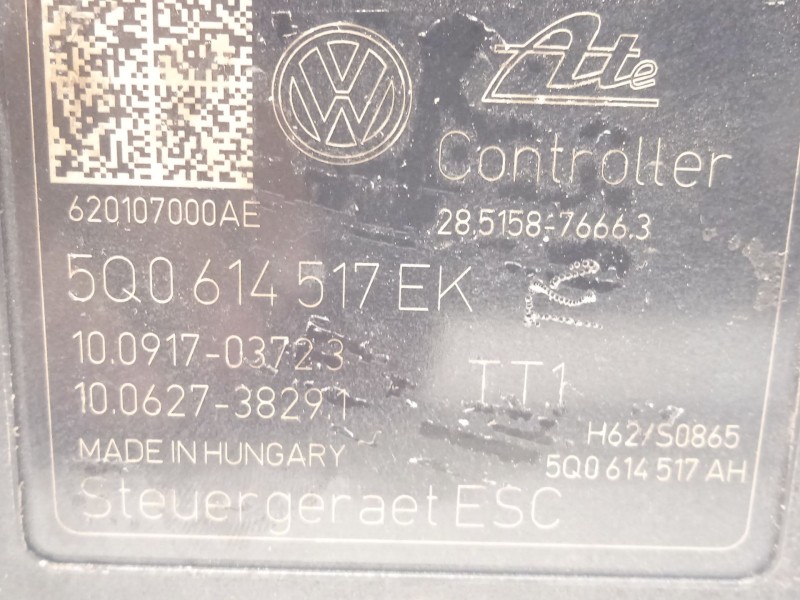 VW Ate
Controller
620107000AE 28.5158-7666.3
5Q0 614 517 EK
10.0917-0372.3
10.0627-3829.1 TT1
H62/S0865
MADE IN HUNGARY
5Q0 614 517 AH
Steuergeraet ESC